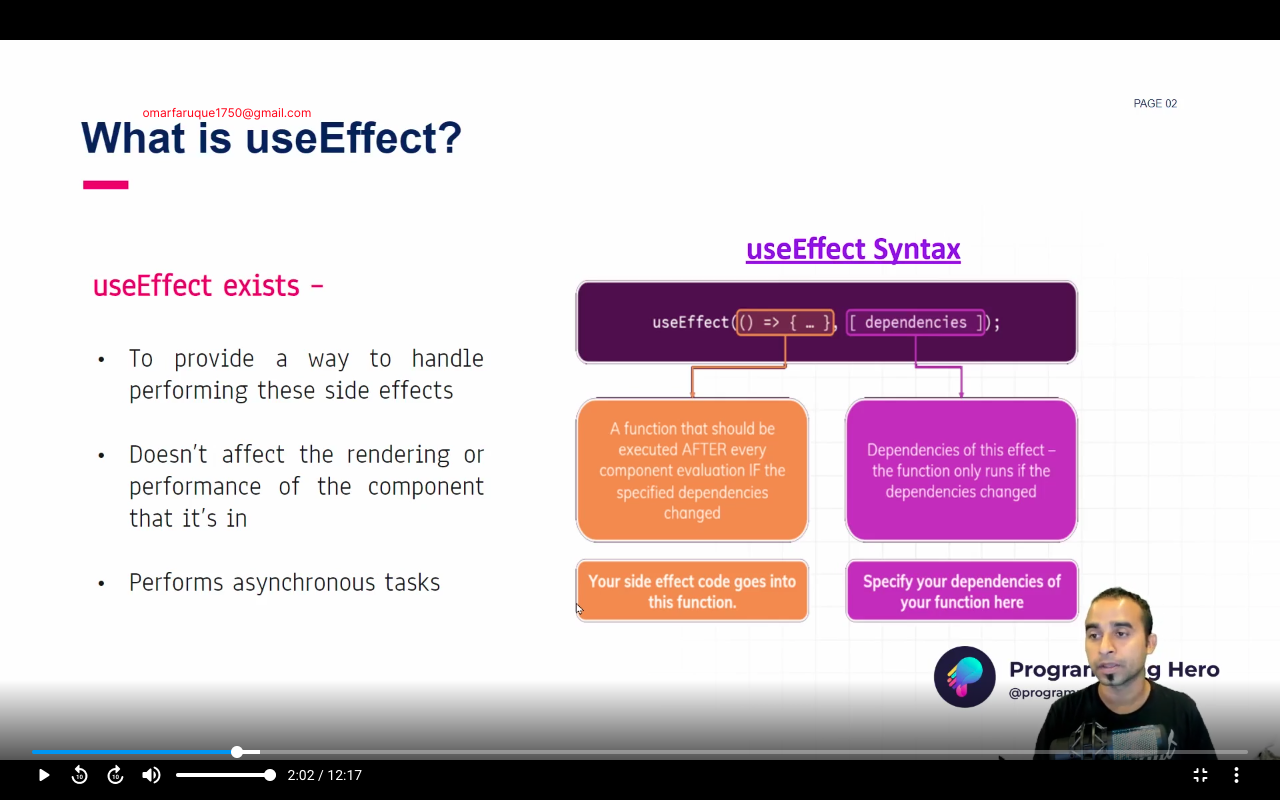 omarfaruque1750@gmail.com
PAGE 02
What is useEffect?
useEffect exists –
• To provide a way to handle
performing these side effects
• Doesn't affect the rendering or
performance of the component
that it's in
• Performs asynchronous tasks
useEffect Syntax
useEffect(() => { … }, [ dependencies ]);
A function that should be
executed AFTER every
component evaluation IF the
specified dependencies
changed
Dependencies of this effect –
the function only runs if the
dependencies changed
Your side effect code goes into
this function.
Specify your dependencies of
your function here
Hero
10
10
2:02 / 12:17